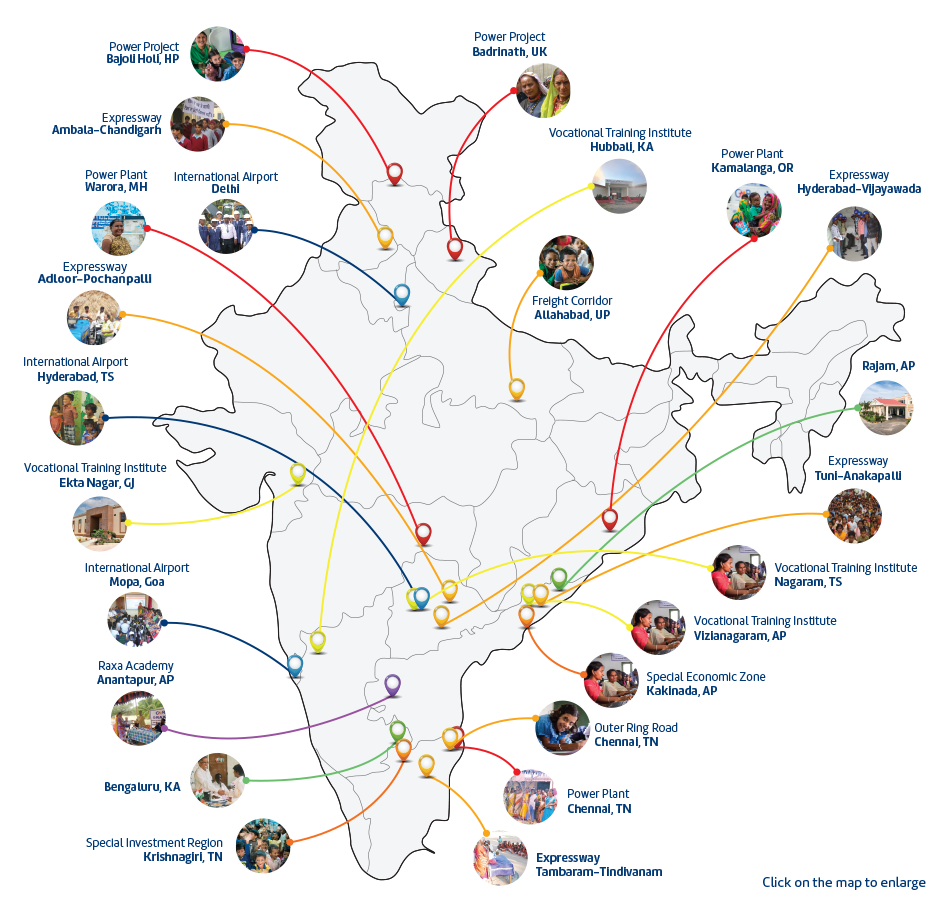 Power Project
Bajoli Holi, HP
Power Project
Badrinath, UK
Expressway
Ambala-Chandigarh
Vocational Training Institute
Hubbali, KA
Power Plant
Kamalanga, OR
Power Plant
Warora, MH
International Airport
Delhi
Expressway
Hyderabad-Vijayawada
Expressway
Adloor-Pochanpalli
Freight Corridor
Allahabad, UP
International Airport
Hyderabad, TS
Rajam, AP
Vocational Training Institute
Ekta Nagar, GJ
Expressway
Tuni-Anakapalli
International Airport
Mopa, Goa
Vocational Training Institute
Nagaram, TS
Vocational Training Institute
Vizianagaram, AP
Raxa Academy
Anantapur, AP
Special Economic Zone
Kakinada, AP
Outer Ring Road
Chennai, TN
Bengaluru, KA
Power Plant
Chennai, TN
Special Investment Region
Krishnagiri, TN
Expressway
Tambaram-Tindivanam
Click on the map to enlarge